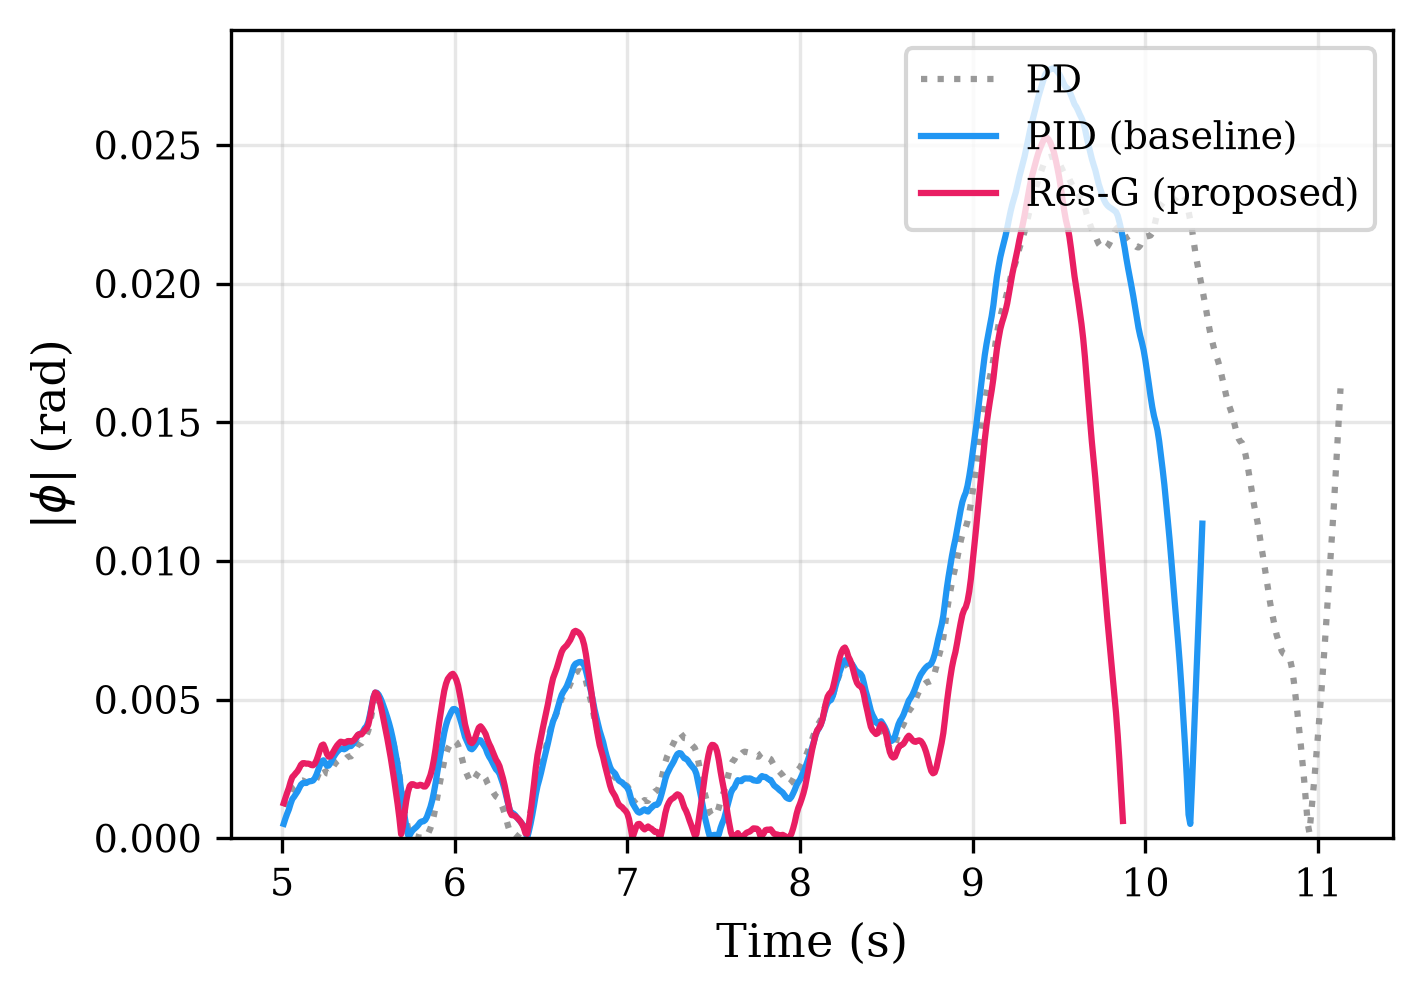 PD
PID (baseline)
Res-G (proposed)
0.025
0.020
0.015
0.010
0.005
0.000
|ϕ| (rad)
5 6 7 8 9 10 11
Time (s)